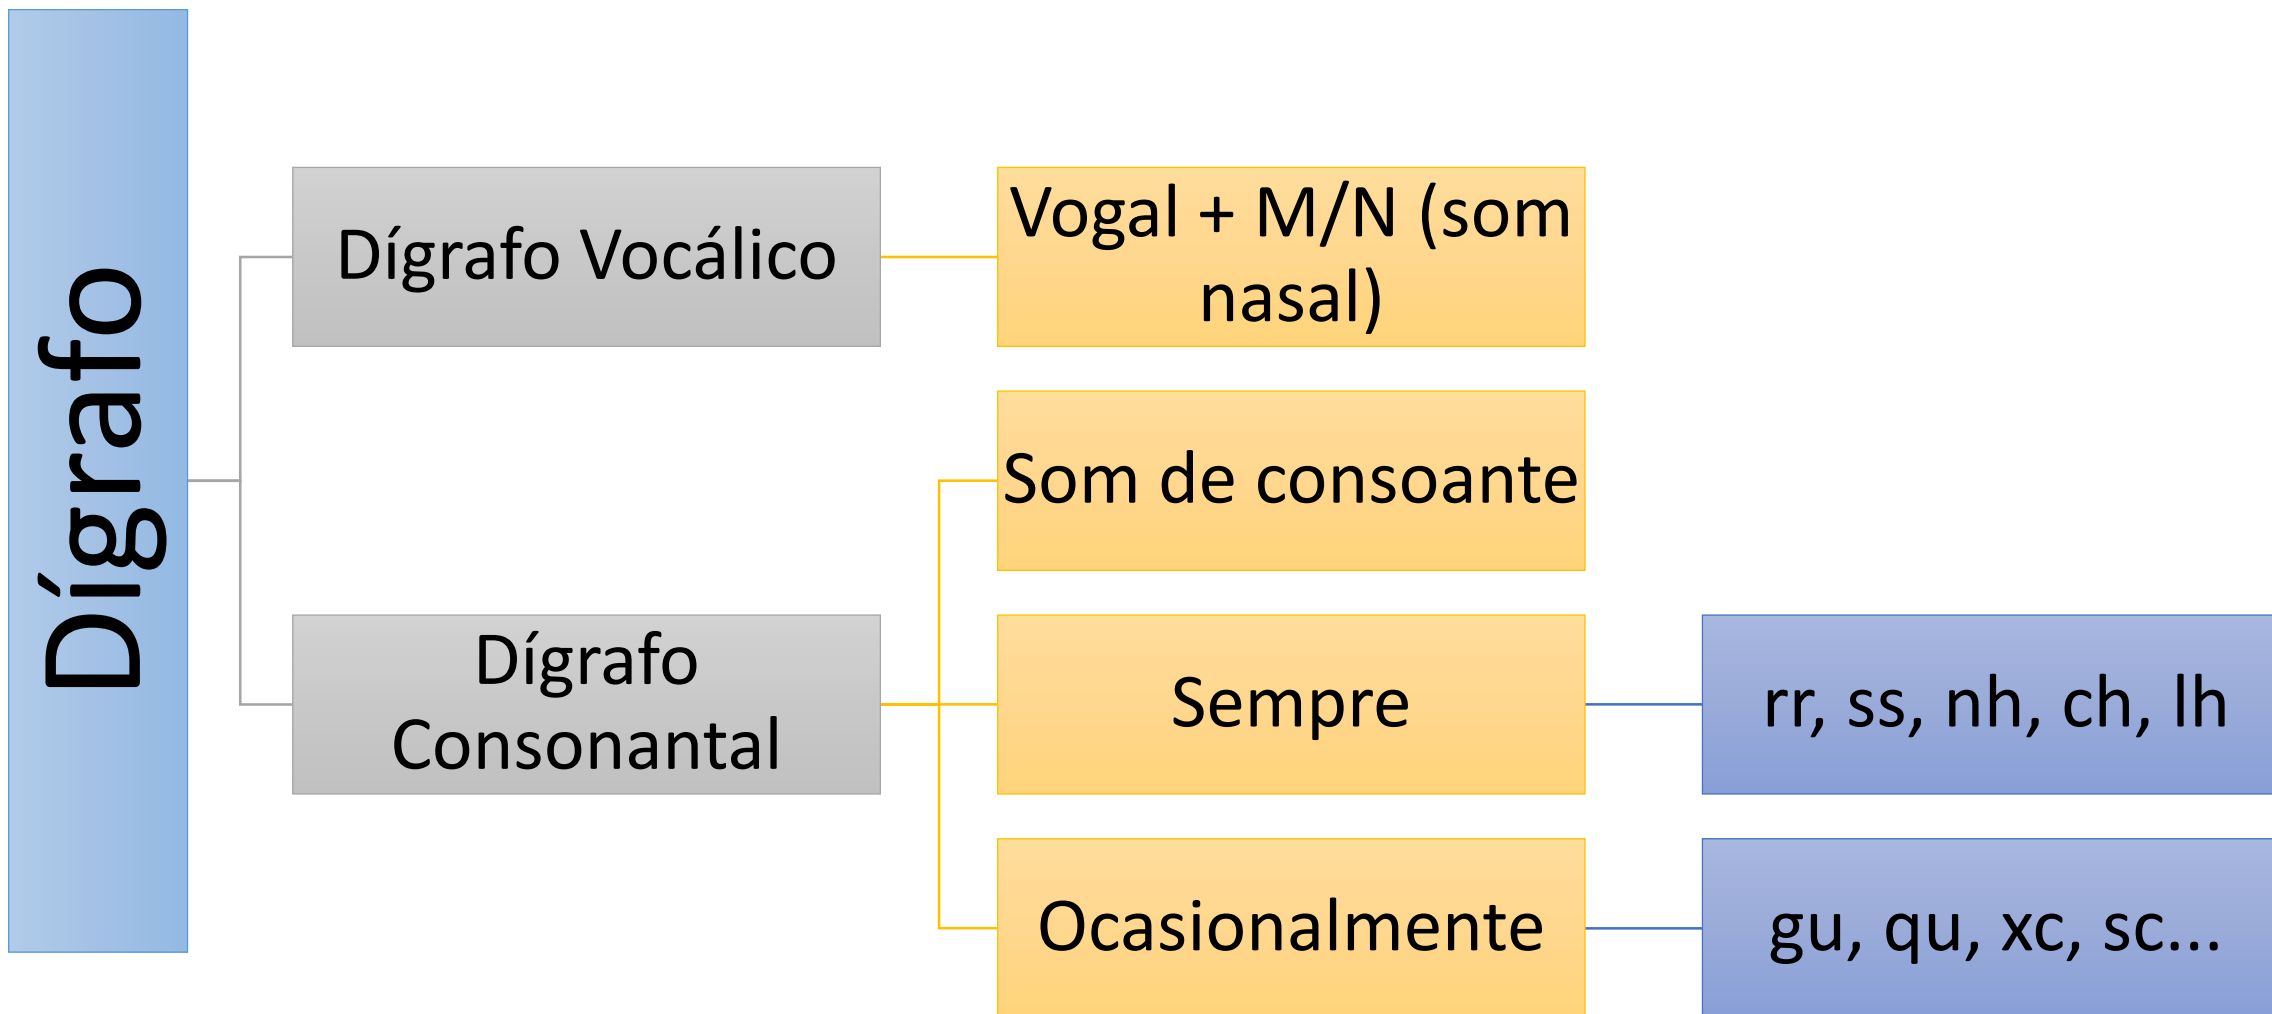 Dígrafo
Dígrafo Vocálico
Vogal + M/N (som
nasal)
Dígrafo
Consonantal
Som de consoante
Sempre
rr, ss, nh, ch, lh
Ocasionalmente
gu, qu, xc, sc...